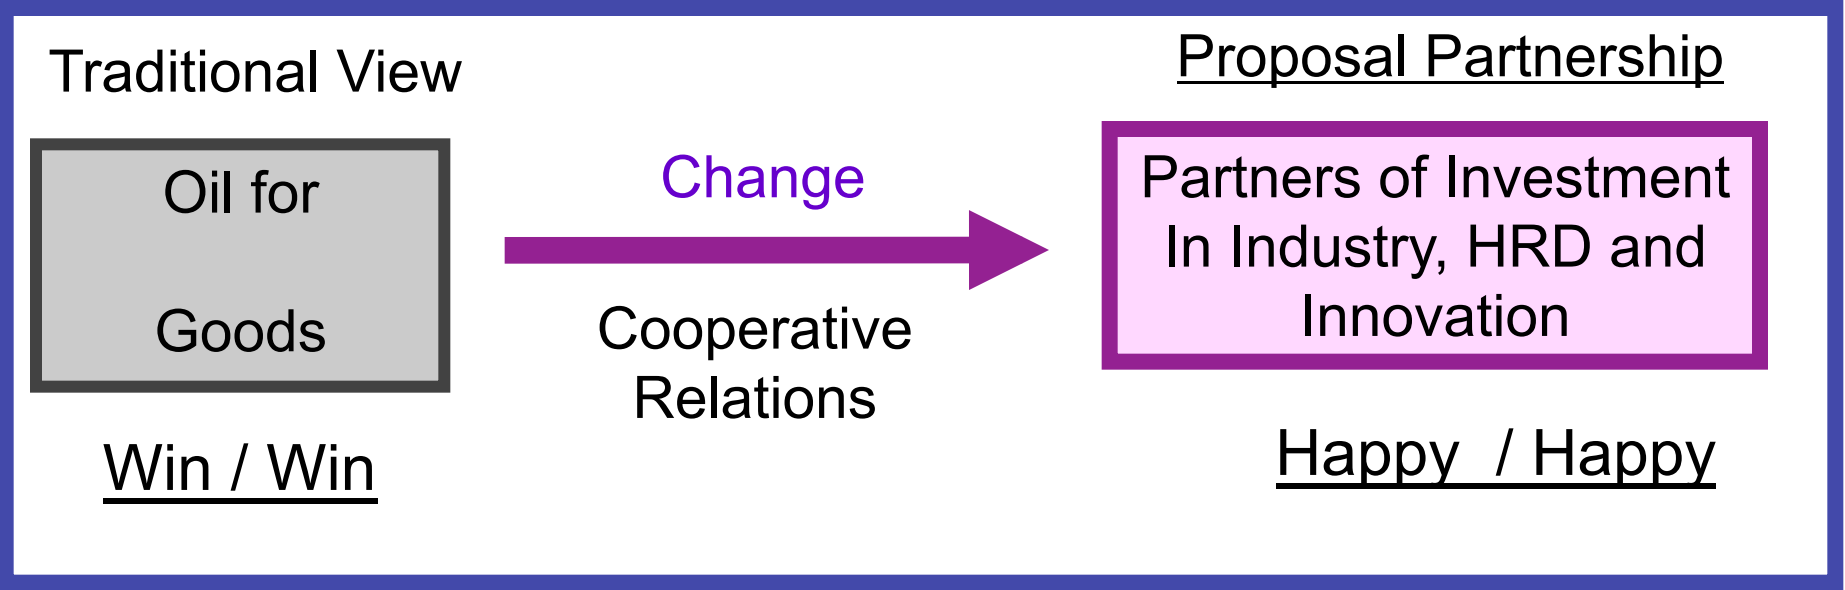 Traditional View
Oil for
Goods
Win / Win
Change
Cooperative
Relations
Proposal Partnership
Partners of Investment
In Industry, HRD and
Innovation
Happy / Happy